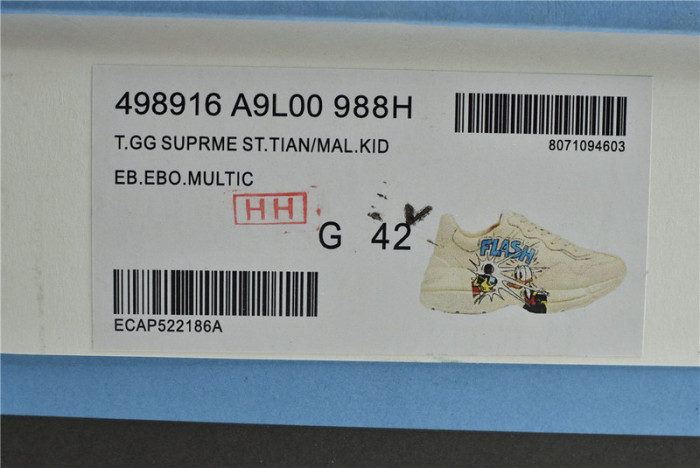 498916 A9L00 988H
8071094603
T.GG SUPRME ST.TIAN/MAL.KID
EB.EBO.MULTIC
HH
G 42
FLASH
ECAP522186A